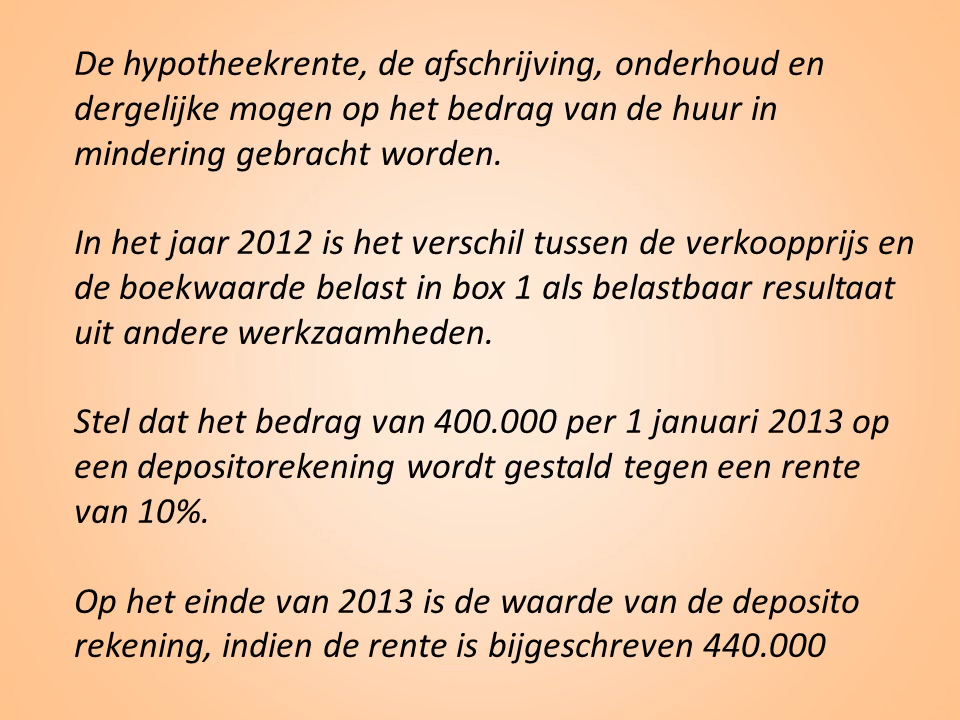 De hypotheekrente, de afschrijving, onderhoud en
dergelijke mogen op het bedrag van de huur in
mindering gebracht worden.
In het jaar 2012 is het verschil tussen de verkoopprijs en
de boekwaarde belast in box 1 als belastbaar resultaat
uit andere werkzaamheden.
Stel dat het bedrag van 400.000 per 1 januari 2013 op
een depositorekening wordt gestald tegen een rente
van 10%.
Op het einde van 2013 is de waarde van de deposito
rekening, indien de rente is bijgeschreven 440.000